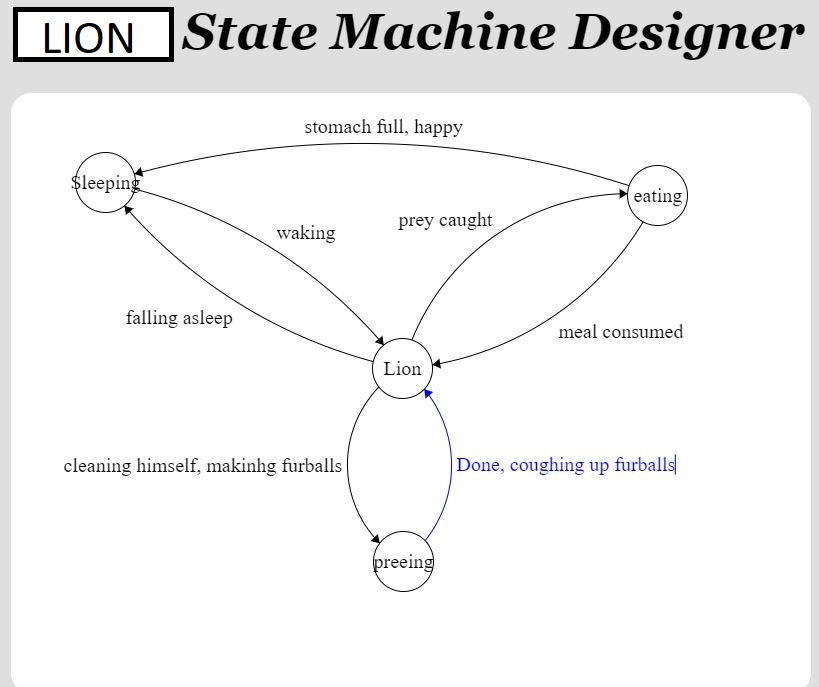 LION State Machine Designer
stomach full, happy
Sleeping
eating
prey caught
waking
falling asleep
meal consumed
Lion
cleaning himself, makinhg furballs
Done, coughing up furballs
preeing